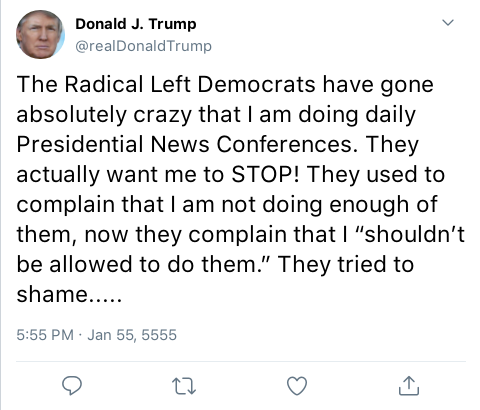 Donald J. Trump
@realDonaldTrump
The Radical Left Democrats have gone
absolutely crazy that I am doing daily
Presidential News Conferences. They
actually want me to STOP! They used to
complain that I am not doing enough of
them, now they complain that I “shouldn’t
be allowed to do them.” They tried to
shame.....
5:55 PM · Jan 55, 5555